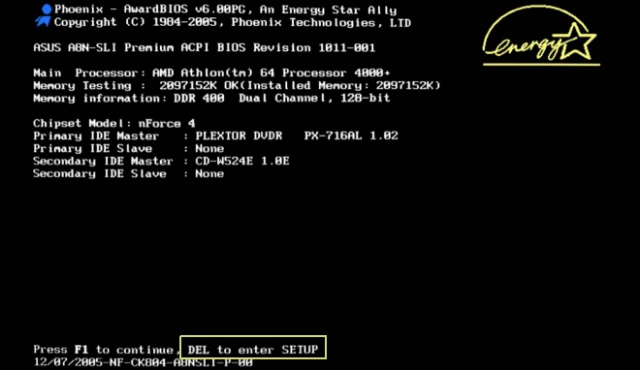 Phoenix - AwardBIOS v6.00PG, An Energy Star Ally
Copyright (C) 1984-2005, Phoenix Technologies, LTD
energy
ASUS A8N-SLI Premium ACPI BIOS Revision 1011-001
Main Processor: AMD Athlon(tm) 64 Processor 4000+
Memory Testing : 2097152K OK(Installed Memory: 2097152K)
Memory information: DDR 400 Dual Channel, 128-bit
Chipset Model: nForce 4
Primary IDE Master : PLEXTOR DVDR PX-716AL 1.02
Primary IDE Slave : None
Secondary IDE Master : CD-W524E 1.0E
Secondary IDE Slave : None
Press F1 to continue, DEL to enter SETUP
12/07/2005-NF-CK804-A8NSLI-P-00